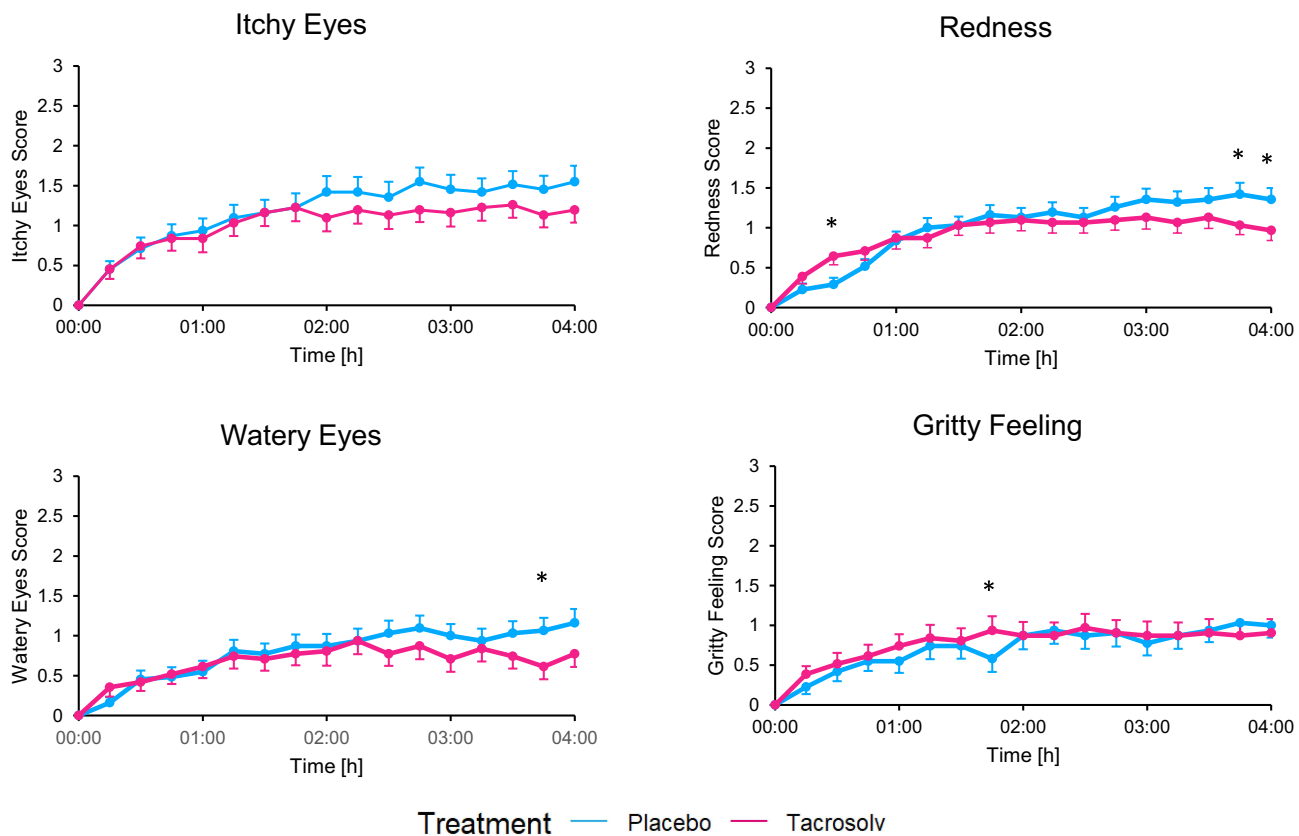 Itchy Eyes
Itchy Eyes Score
3
2.5
2
1.5
1
0.5
0
00:00 01:00 02:00 03:00 04:00
Time [h]
Redness
Redness Score
3
2.5
2
1.5
1
0.5
0
* * *
00:00 01:00 02:00 03:00 04:00
Time [h]
Watery Eyes
Watery Eyes Score
3
2.5
2
1.5
1
0.5
0
*
00:00 01:00 02:00 03:00 04:00
Time [h]
Gritty Feeling
Gritty Feeling Score
3
2.5
2
1.5
1
0.5
0
*
00:00 01:00 02:00 03:00 04:00
Time [h]
Treatment Placebo Tacrosolv